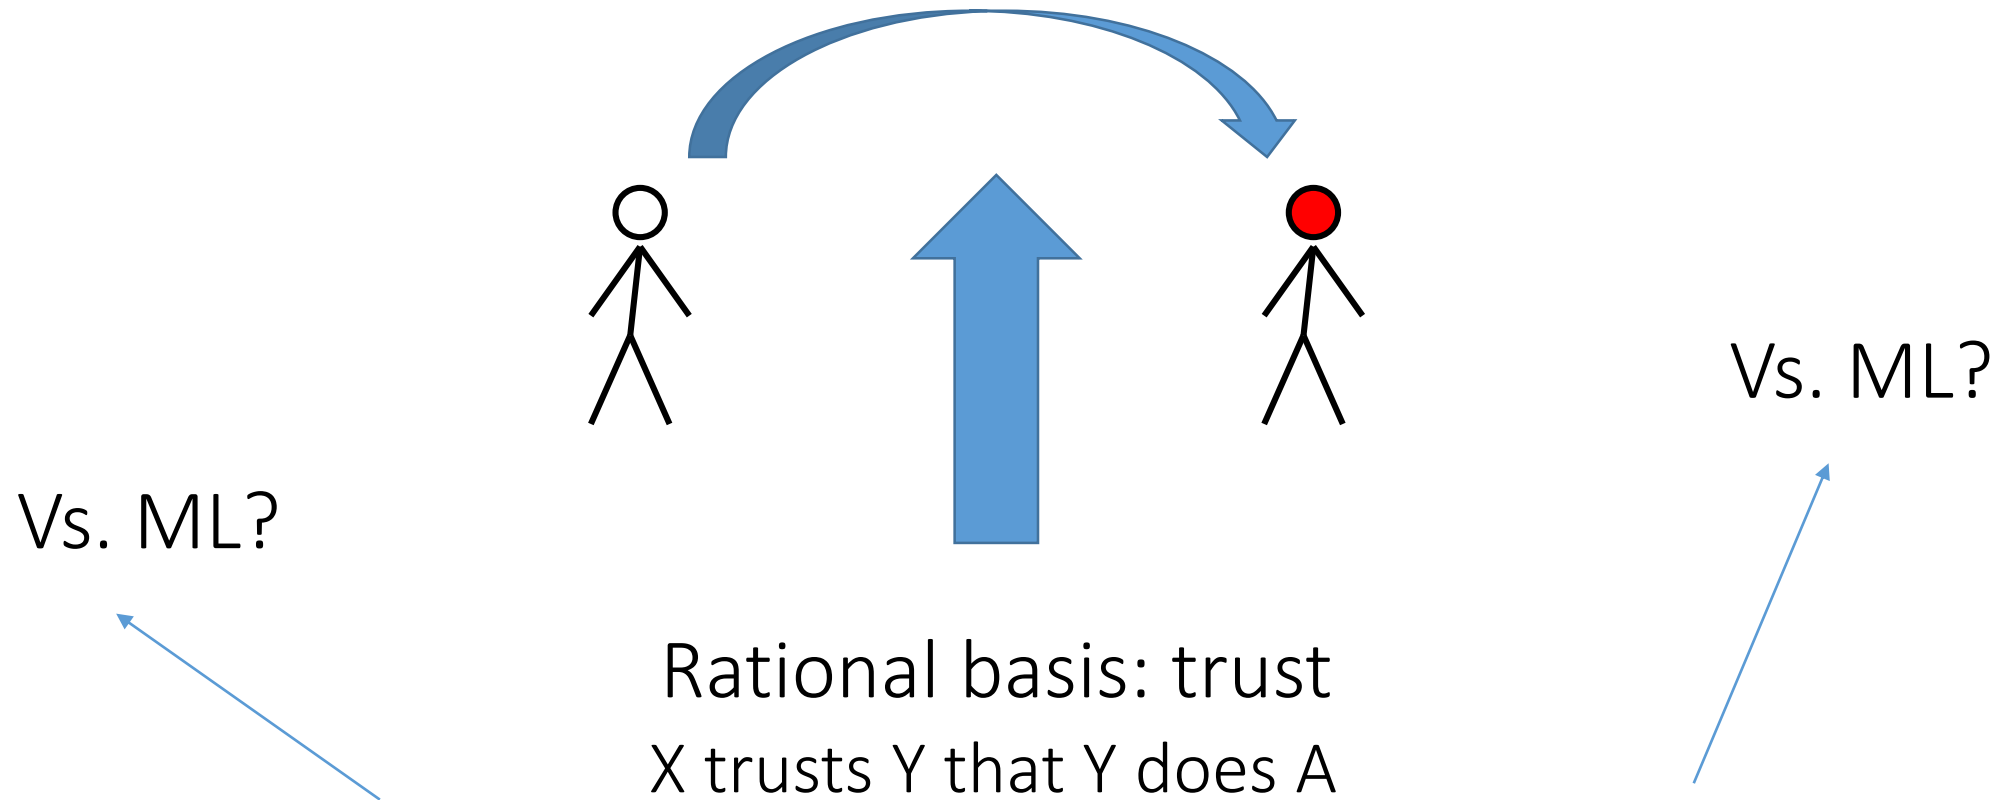 Vs. ML?
Vs. ML?
Rational basis: trust
X trusts Y that Y does A